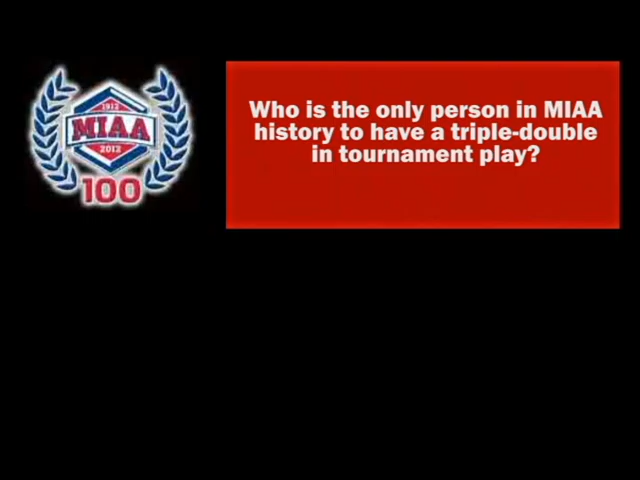 1912
MIAA
2012
100
Who is the only person in MIAA
history to have a triple-double
in tournament play?